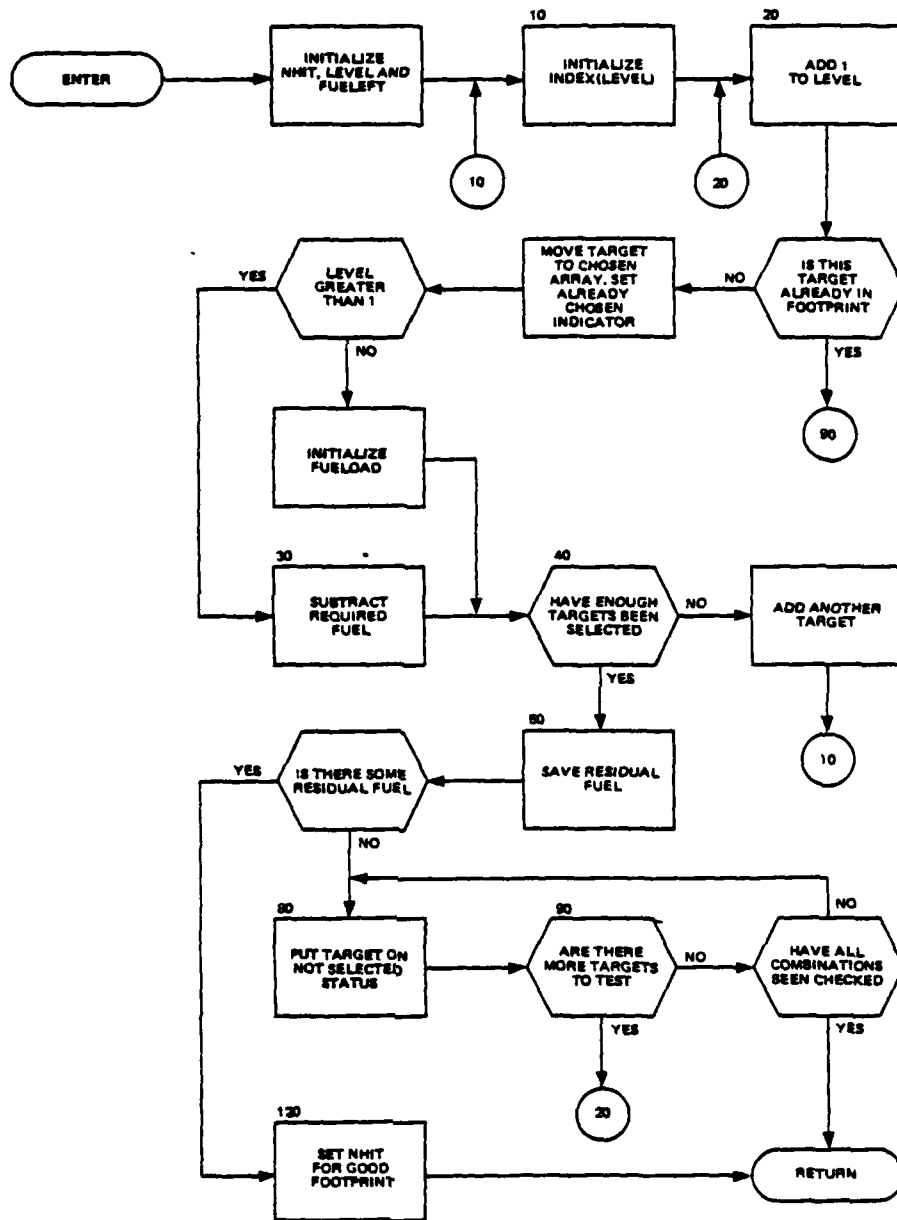 ENTER
INITIALIZE
NHIT, LEVEL AND
FUELEFT
10
INITIALIZE
INDEX(LEVEL)
20
ADD 1
TO LEVEL
10
20
YES
LEVEL
GREATER
THAN 1
NO
MOVE TARGET
TO CHOSEN
ARRAY. SET
ALREADY
CHOSEN
INDICATOR
NO
IS THIS
TARGET
ALREADY IN
FOOTPRINT
YES
90
INITIALIZE
FUELOAD
30
SUBTRACT
REQUIRED
FUEL
40
HAVE ENOUGH
TARGETS BEEN
SELECTED
NO
YES
ADD ANOTHER
TARGET
10
YES
IS THERE SOME
RESIDUAL FUEL
NO
50
SAVE RESIDUAL
FUEL
80
PUT TARGET ON
NOT SELECTED
STATUS
90
ARE THERE
MORE TARGETS
TO TEST
NO
YES
20
NO
HAVE ALL
COMBINATIONS
BEEN CHECKED
YES
120
SET NHIT
FOR GOOD
FOOTPRINT
RETURN